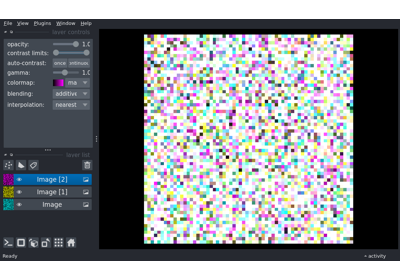 File View Plugins Window Help
layer controls
opacity: 1.0
contrast limits:
auto-contrast: once continuous
gamma: 1.0
colormap: ma
blending: additive
interpolation: nearest
layer list
Image [2]
Image [1]
Image
Ready activity